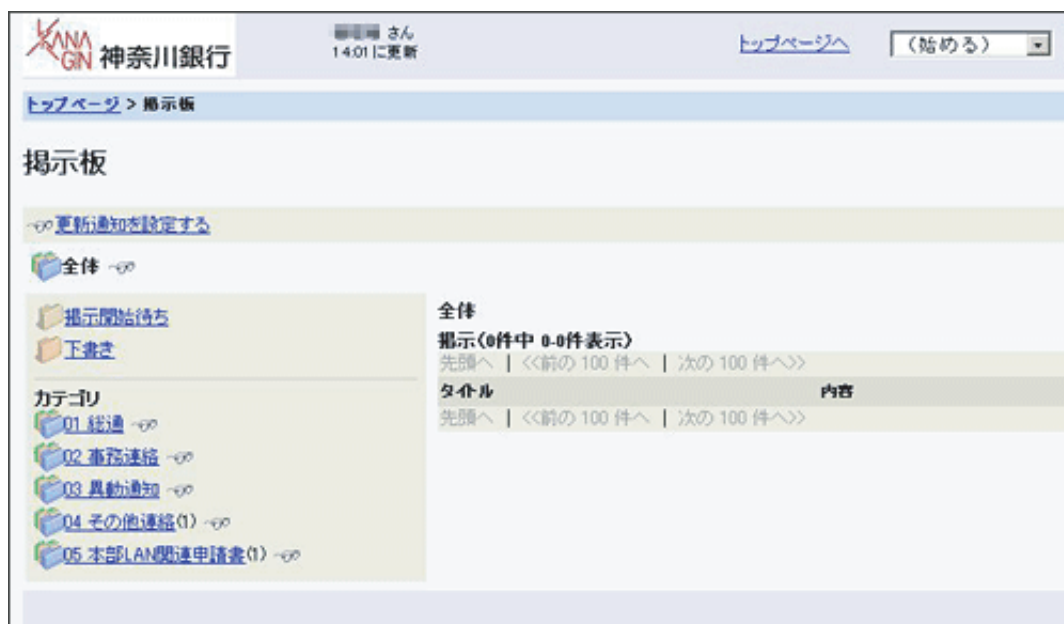 KANA
GIN 神奈川銀行
さん
14:01に更新
トップページへ
(始める)
トップページ > 掲示板
掲示板
更新通知を設定する
全体
掲示開始待ち
下書き
カテゴリ
01 総通
02 事務連絡
03 異動通知
04 その他連絡(1)
05 本部LAN関連申請書(1)
全体
掲示(0件中 0-0件表示)
先頭へ | <<前の 100 件へ | 次の 100 件へ>>
タイトル 内容
先頭へ | <<前の 100 件へ | 次の 100 件へ>>